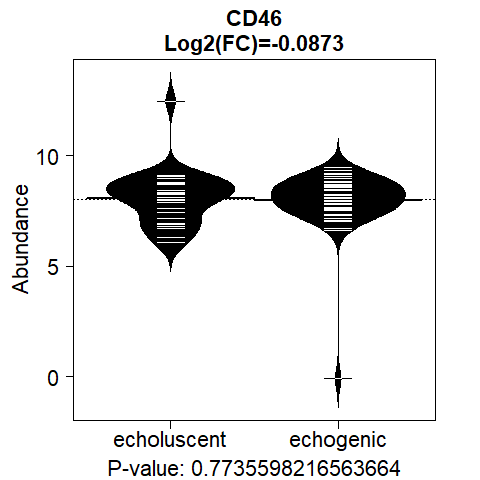 CD46
Log2(FC)=-0.0873
Abundance
10
5
0
echoluscent echogenic
P-value: 0.7735598216563664